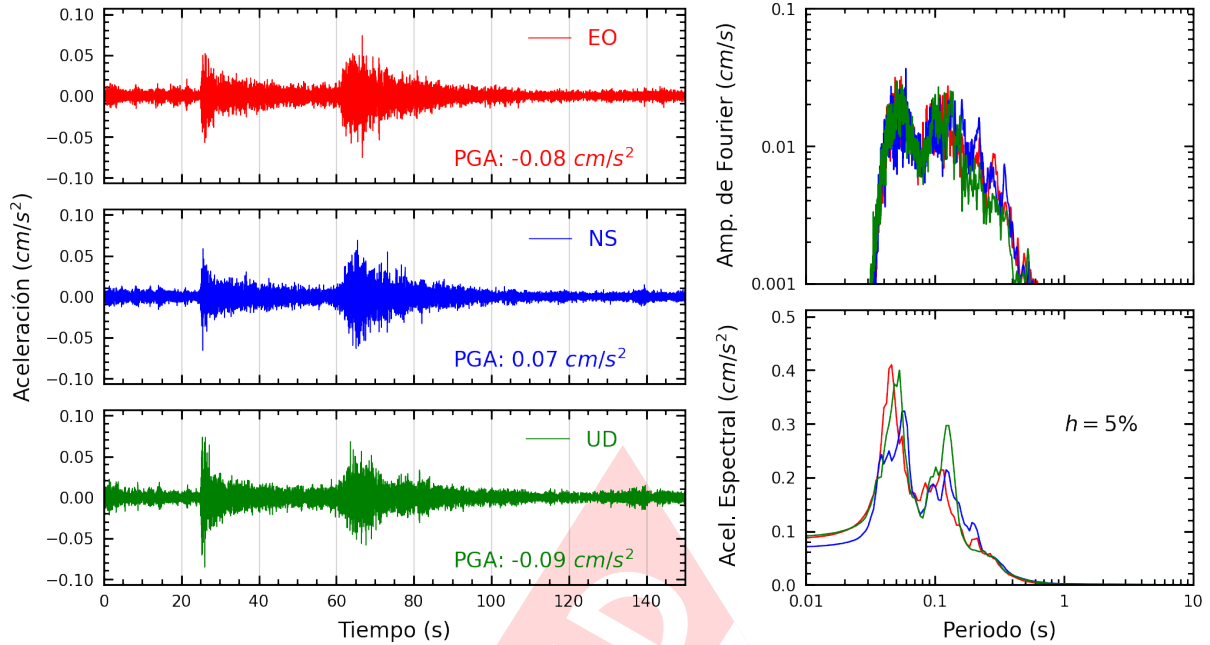 Aceleración (cm/s²)
0.10
0.05
0.00
−0.05
−0.10
EO
PGA: -0.08 cm/s²
0.10
0.05
0.00
−0.05
−0.10
NS
PGA: 0.07 cm/s²
0.10
0.05
0.00
−0.05
−0.10
UD
PGA: -0.09 cm/s²
0 20 40 60 80 100 120 140
Tiempo (s)
Amp. de Fourier (cm/s)
0.1
0.01
0.001
Acel. Espectral (cm/s²)
0.5
0.4
0.3
0.2
0.1
0.0
h = 5%
0.01 0.1 1 10
Periodo (s)